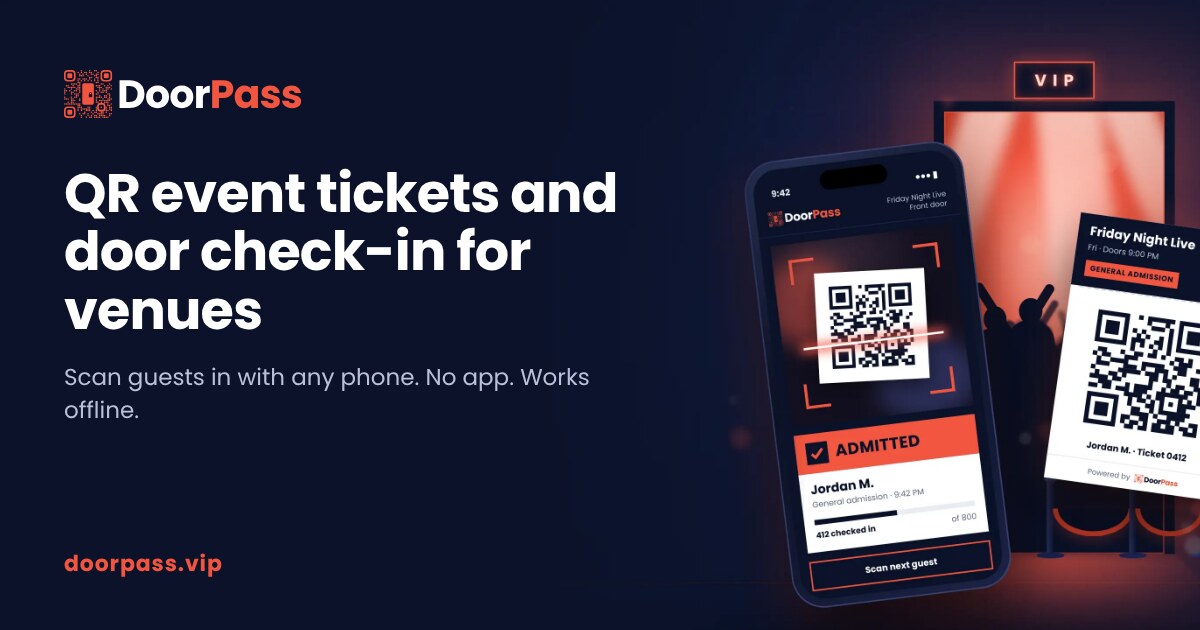 DoorPass
QR event tickets and
door check-in for
venues
Scan guests in with any phone. No app. Works
offline.
doorpass.vip
VIP
9:42
DoorPass
Friday Night Live
Front door
ADMITTED
Jordan M.
General admission · 9:42 PM
412 checked in
of 800
Scan next guest
Friday Night Live
Fri · Doors 9:00 PM
GENERAL ADMISSION
Jordan M. · Ticket 0412
Powered by DoorPass